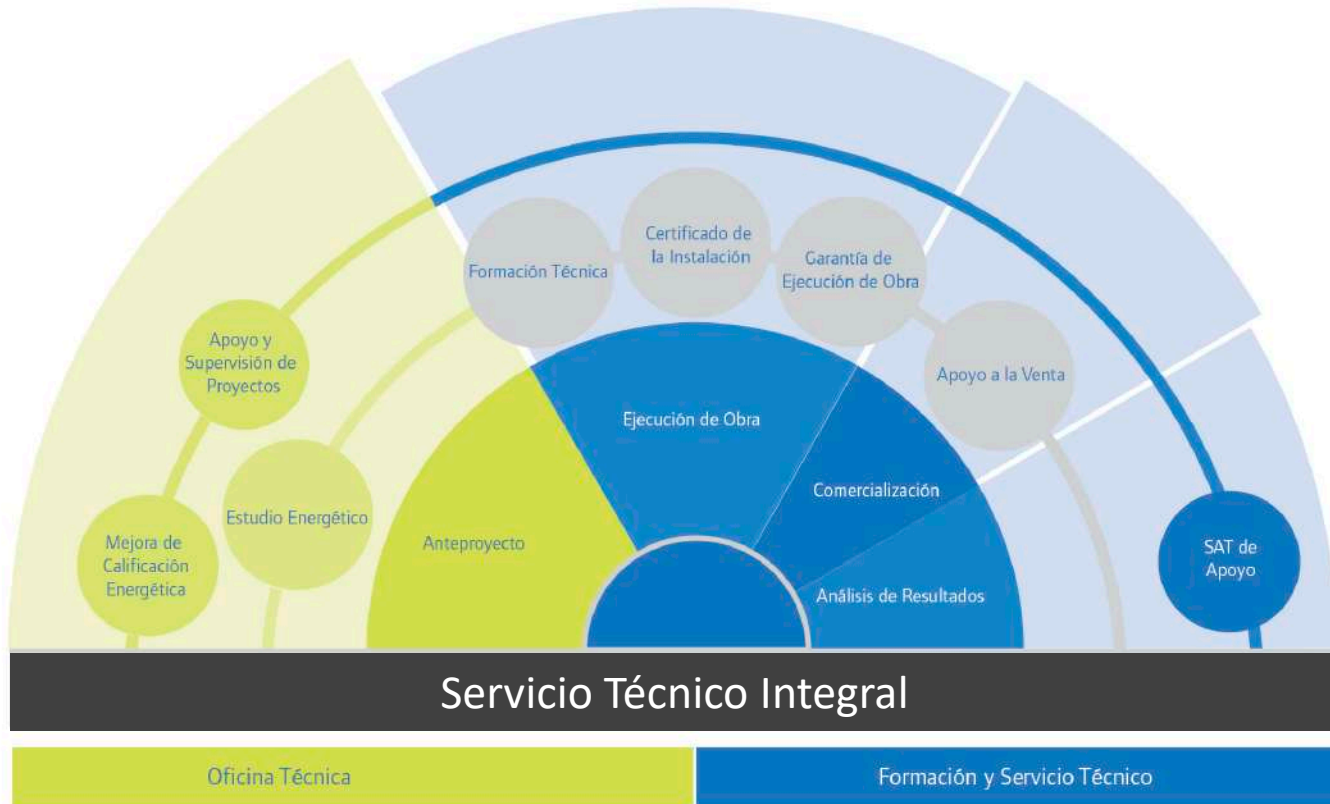 Certificado de
la Instalación
Formación Técnica
Garantía de
Ejecución de Obra
Apoyo y
Supervisión de
Proyectos
Apoyo a la Venta
Ejecución de Obra
Comercialización
Estudio Energético
Anteproyecto
Mejora de
Calificación
Energética
SAT de
Apoyo
Análisis de Resultados
Servicio Técnico Integral
Oficina Técnica
Formación y Servicio Técnico